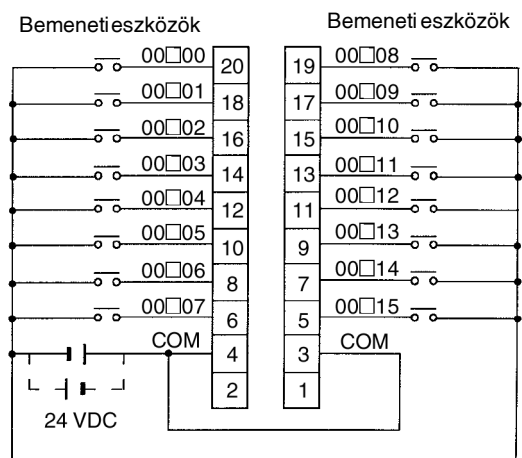 Bemeneti eszközök Bemeneti eszközök
00□00 20 19 00□08
00□01 18 17 00□09
00□02 16 15 00□10
00□03 14 13 00□11
00□04 12 11 00□12
00□05 10 9 00□13
00□06 8 7 00□14
00□07 6 5 00□15
COM 4 3 COM
2 1
24 VDC